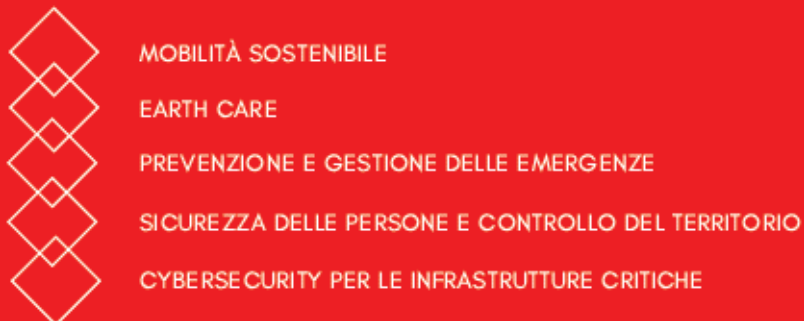 MOBILITÀ SOSTENIBILE
EARTH CARE
PREVENZIONE E GESTIONE DELLE EMERGENZE
SICUREZZA DELLE PERSONE E CONTROLLO DEL TERRITORIO
CYBERSECURITY PER LE INFRASTRUTTURE CRITICHE